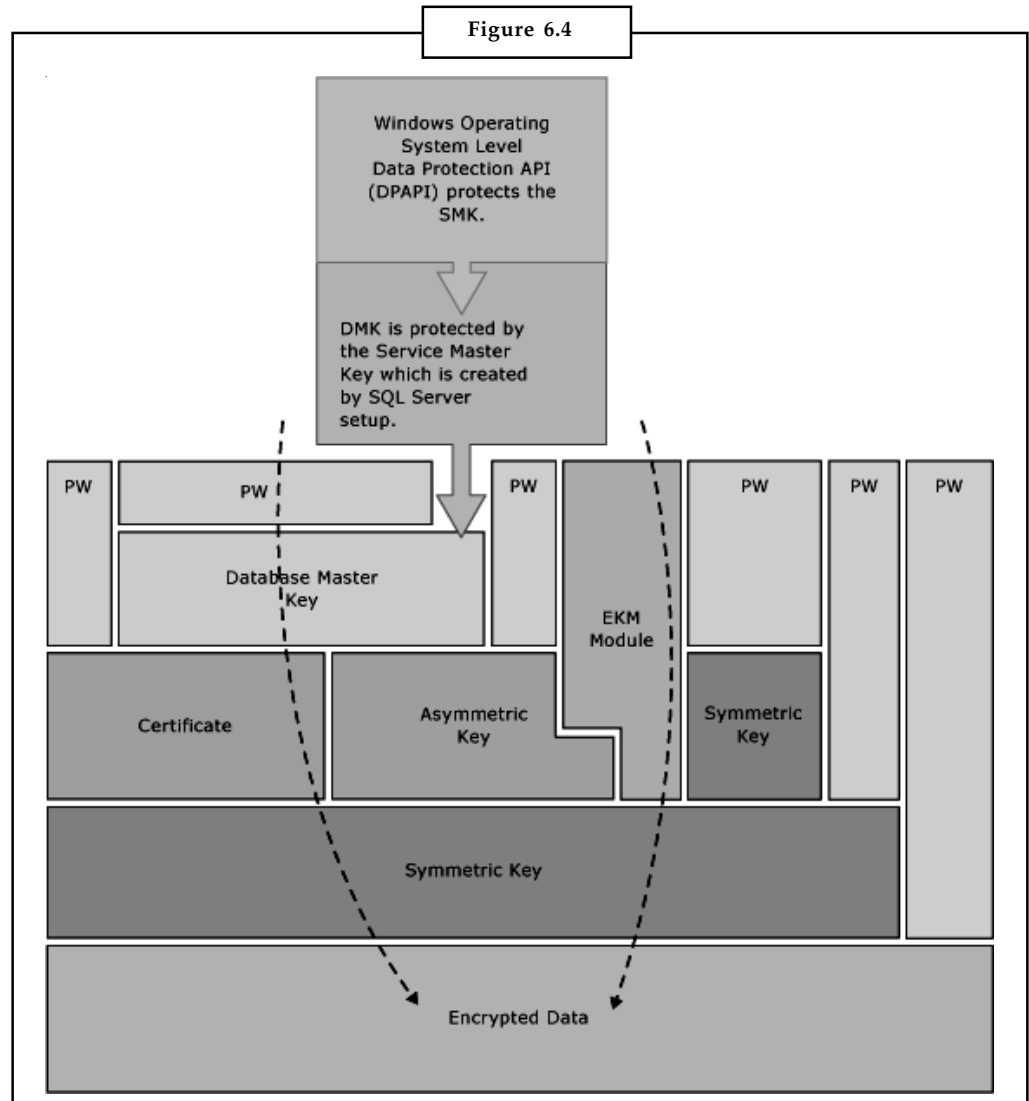 Figure 6.4
Windows Operating
System Level
Data Protection API
(DPAPI) protects the
SMK.
DMK is protected by
the Service Master
Key which is created
by SQL Server
setup.
PW
PW
PW
PW
PW
PW
Database Master
Key
EKM
Module
Certificate
Asymmetric
Key
Symmetric
Key
Symmetric Key
Encrypted Data